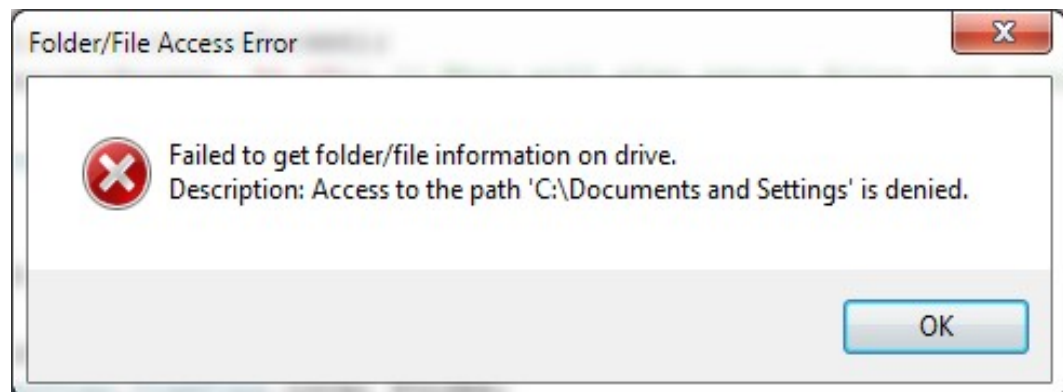 Folder/File Access Error
Failed to get folder/file information on drive.
Description: Access to the path 'C:\Documents and Settings' is denied.
OK